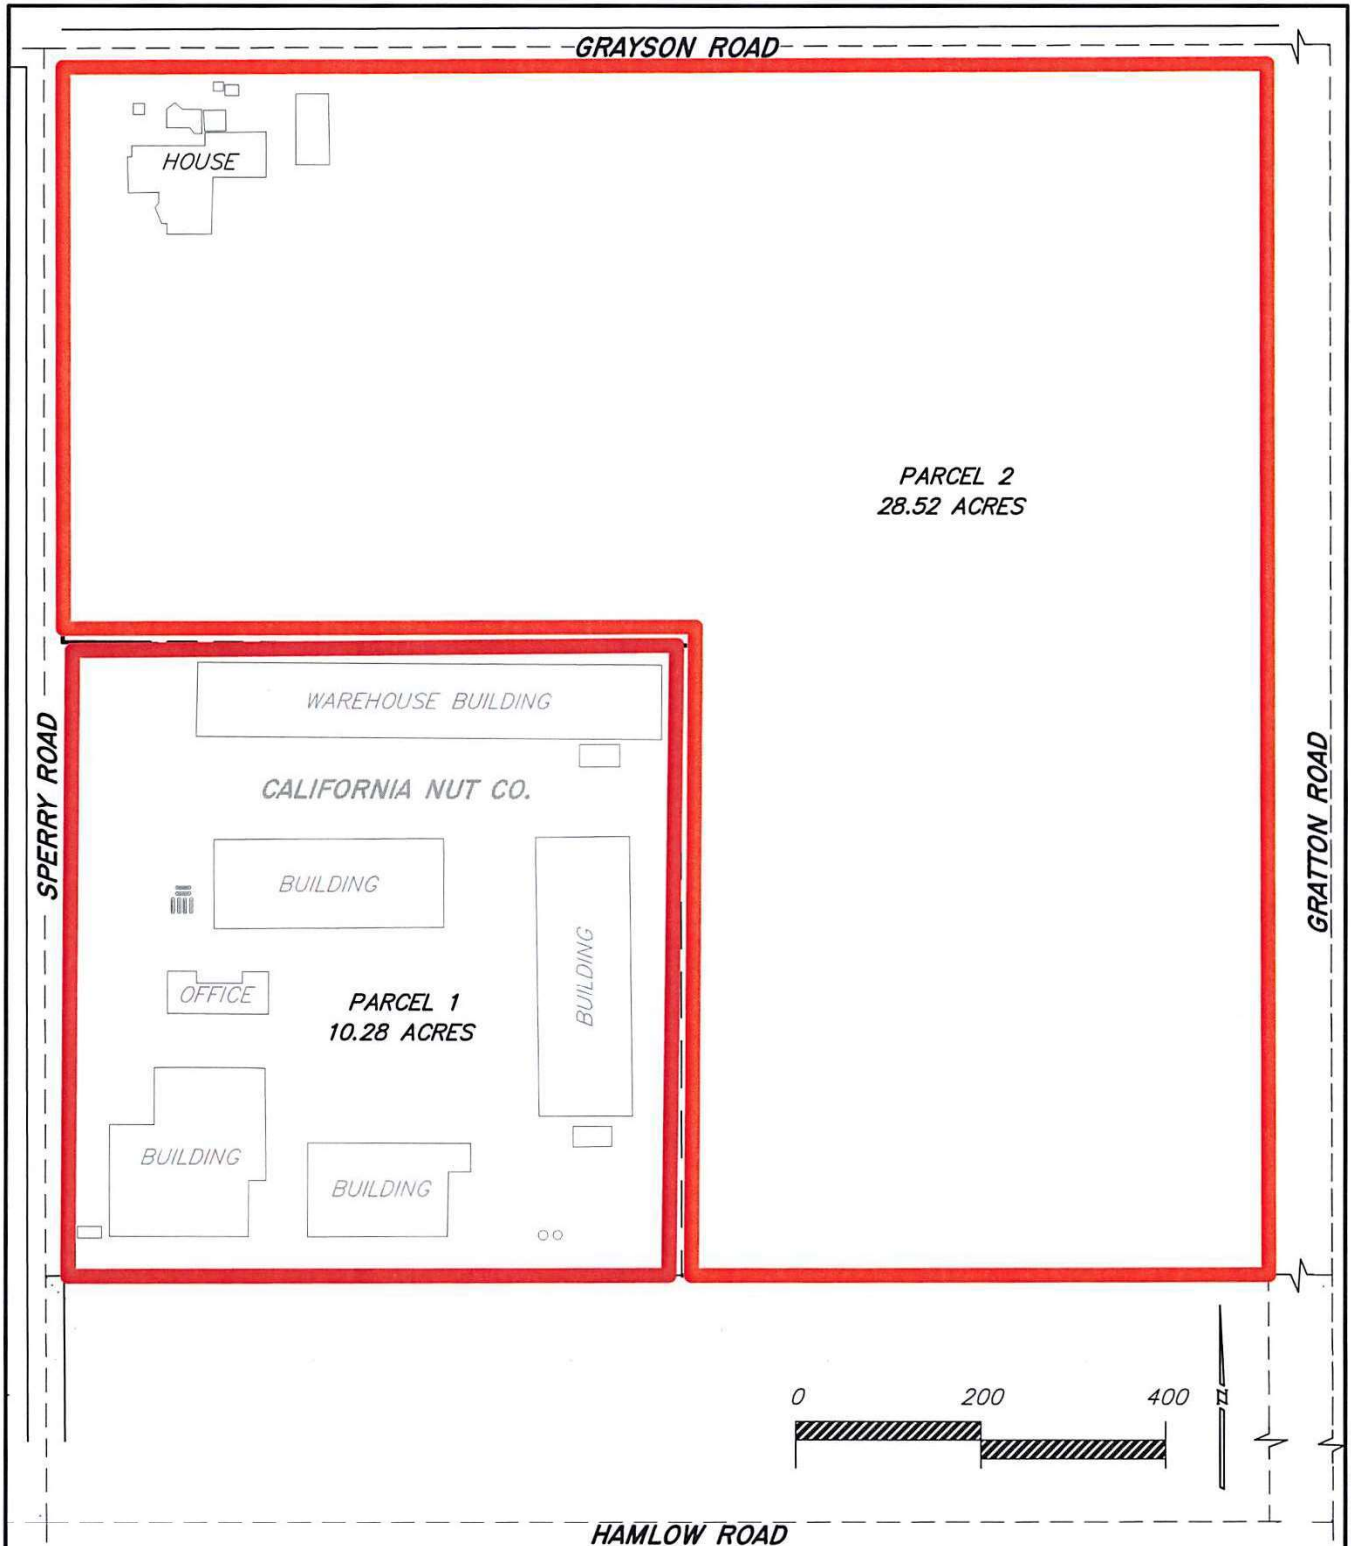 GRAYSON ROAD
HOUSE
PARCEL 2
28.52 ACRES
WAREHOUSE BUILDING
SPERRY ROAD
GRATTON ROAD
CALIFORNIA NUT CO.
BUILDING
BUILDING
OFFICE
PARCEL 1
10.28 ACRES
BUILDING
BUILDING
0 200 400
N
HAMLOW ROAD